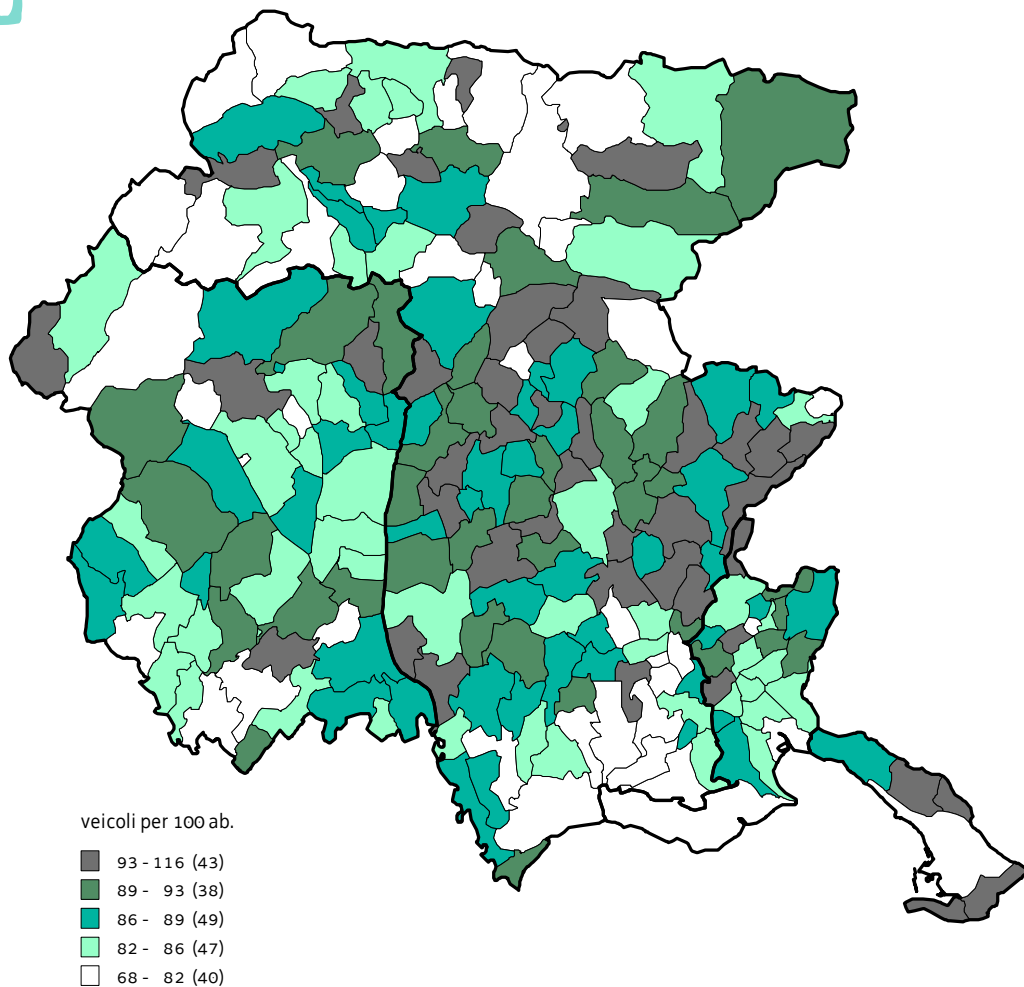 veicoli per 100 ab.
93 - 116 (43)
89 - 93 (38)
86 - 89 (49)
82 - 86 (47)
68 - 82 (40)